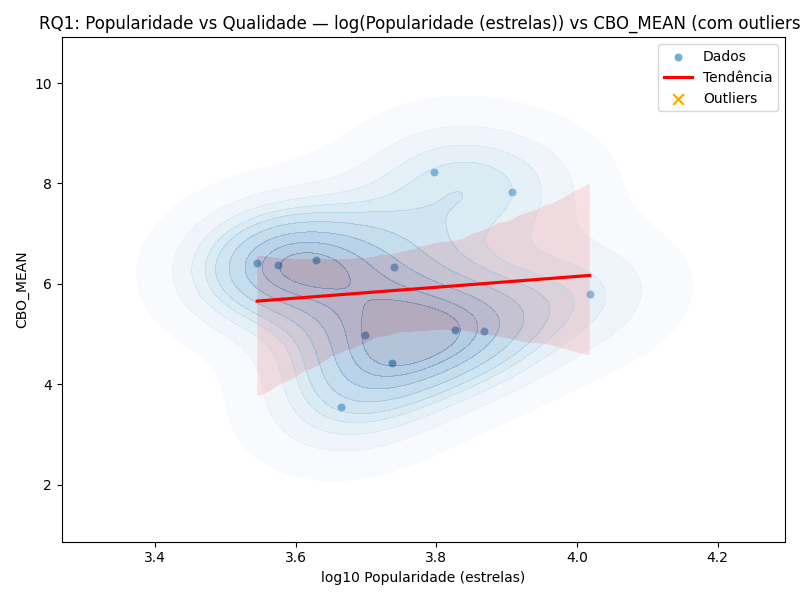 RQ1: Popularidade vs Qualidade — log(Popularidade (estrelas)) vs CBO_MEAN (com outliers
Dados
Tendência
Outliers
10
8
6
4
2
CBO_MEAN
3.4 3.6 3.8 4.0 4.2
log10 Popularidade (estrelas)